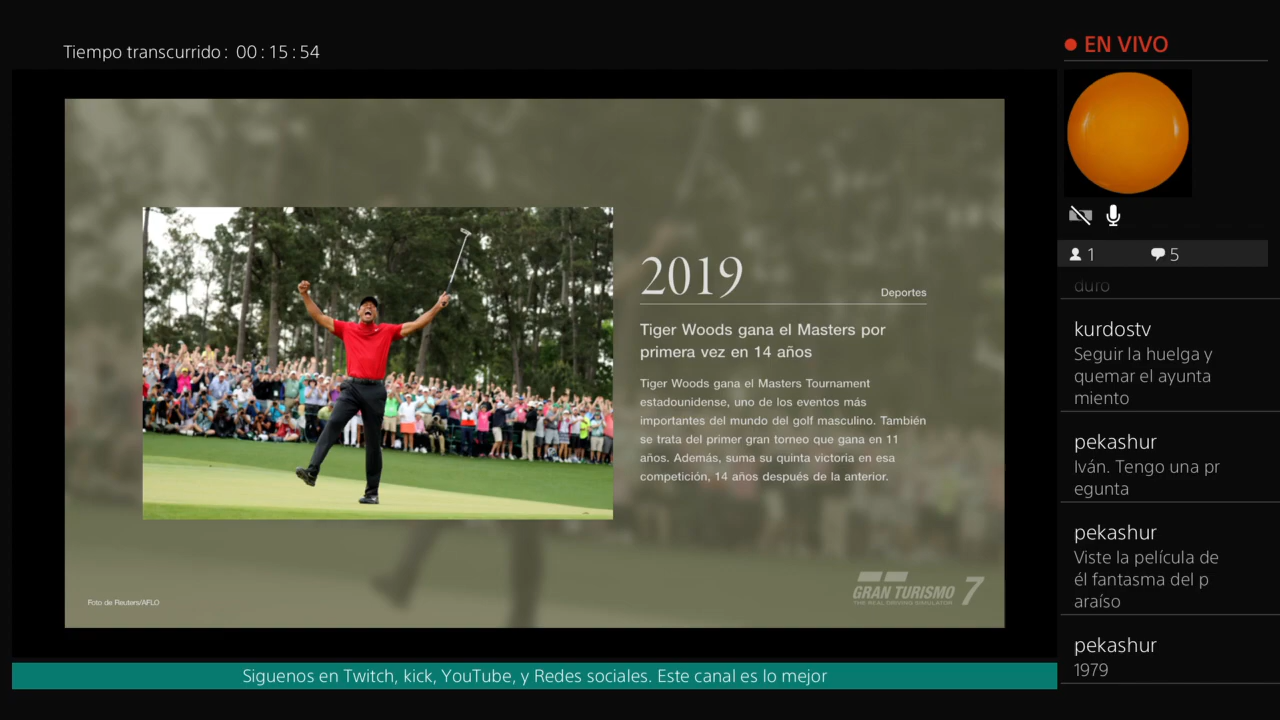 Tiempo transcurrido : 00 : 15 : 54
EN VIVO
1
5
duro
kurdostv
Seguir la huelga y
quemar el ayunta
miento
pekashur
Iván. Tengo una pr
egunta
pekashur
Viste la película de
él fantasma del p
araíso
pekashur
1979
2019
Deportes
Tiger Woods gana el Masters por
primera vez en 14 años
Tiger Woods gana el Masters Tournament
estadounidense, uno de los eventos más
importantes del mundo del golf masculino. También
se trata del primer gran torneo que gana en 11
años. Además, suma su quinta victoria en esa
competición, 14 años después de la anterior.
Foto de Reuters/AFLO
GRAN TURISMO 7
THE REAL DRIVING SIMULATOR
Siguenos en Twitch, kick, YouTube, y Redes sociales. Este canal es lo mejor